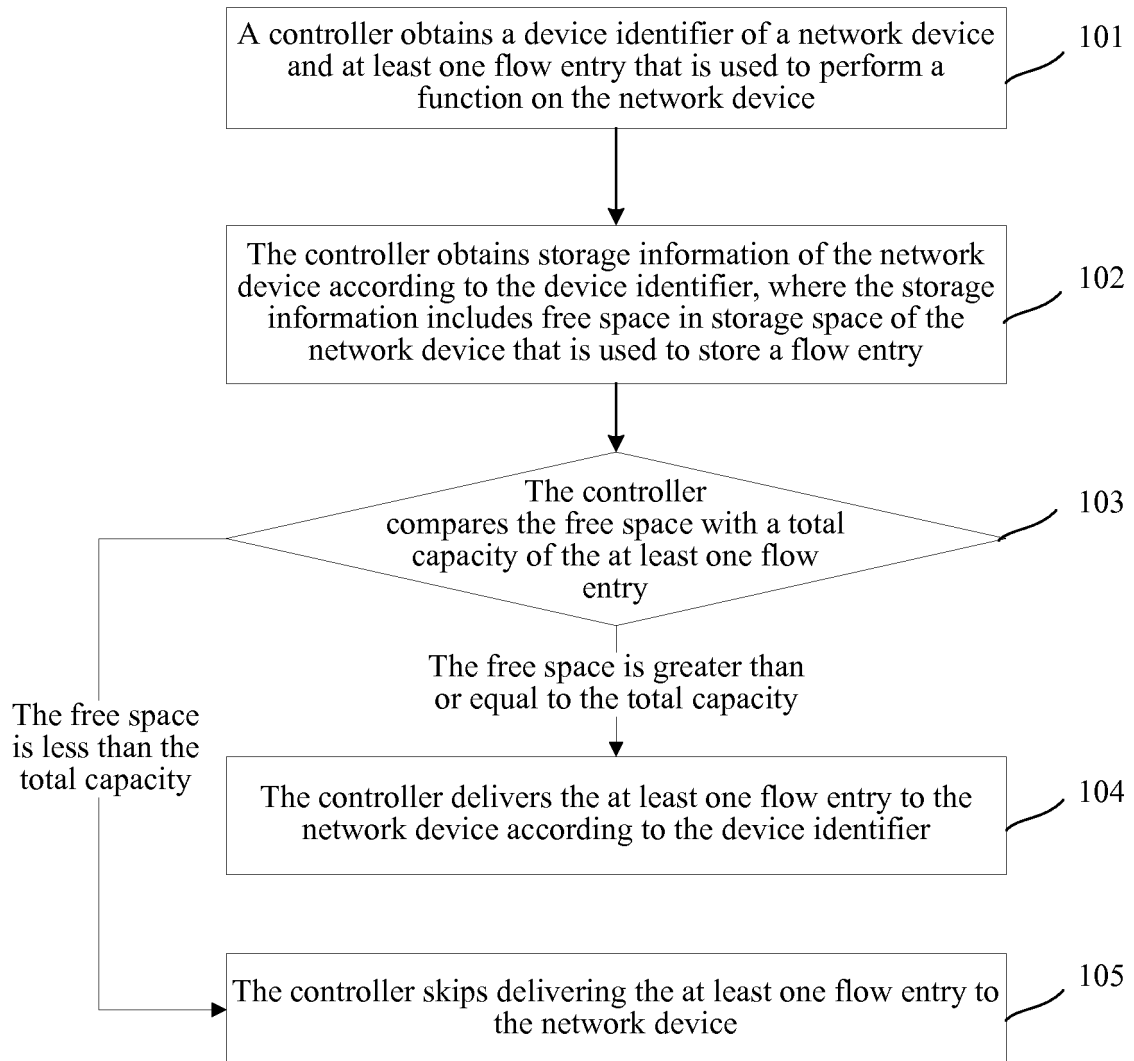 A controller obtains a device identifier of a network device
and at least one flow entry that is used to perform a
function on the network device
101
The controller obtains storage information of the network
device according to the device identifier, where the storage
information includes free space in storage space of the
network device that is used to store a flow entry
102
The controller
compares the free space with a total
capacity of the at least one flow
entry
103
The free space is greater than
or equal to the total capacity
The free space
is less than the
total capacity
The controller delivers the at least one flow entry to the
network device according to the device identifier
104
The controller skips delivering the at least one flow entry to
the network device
105